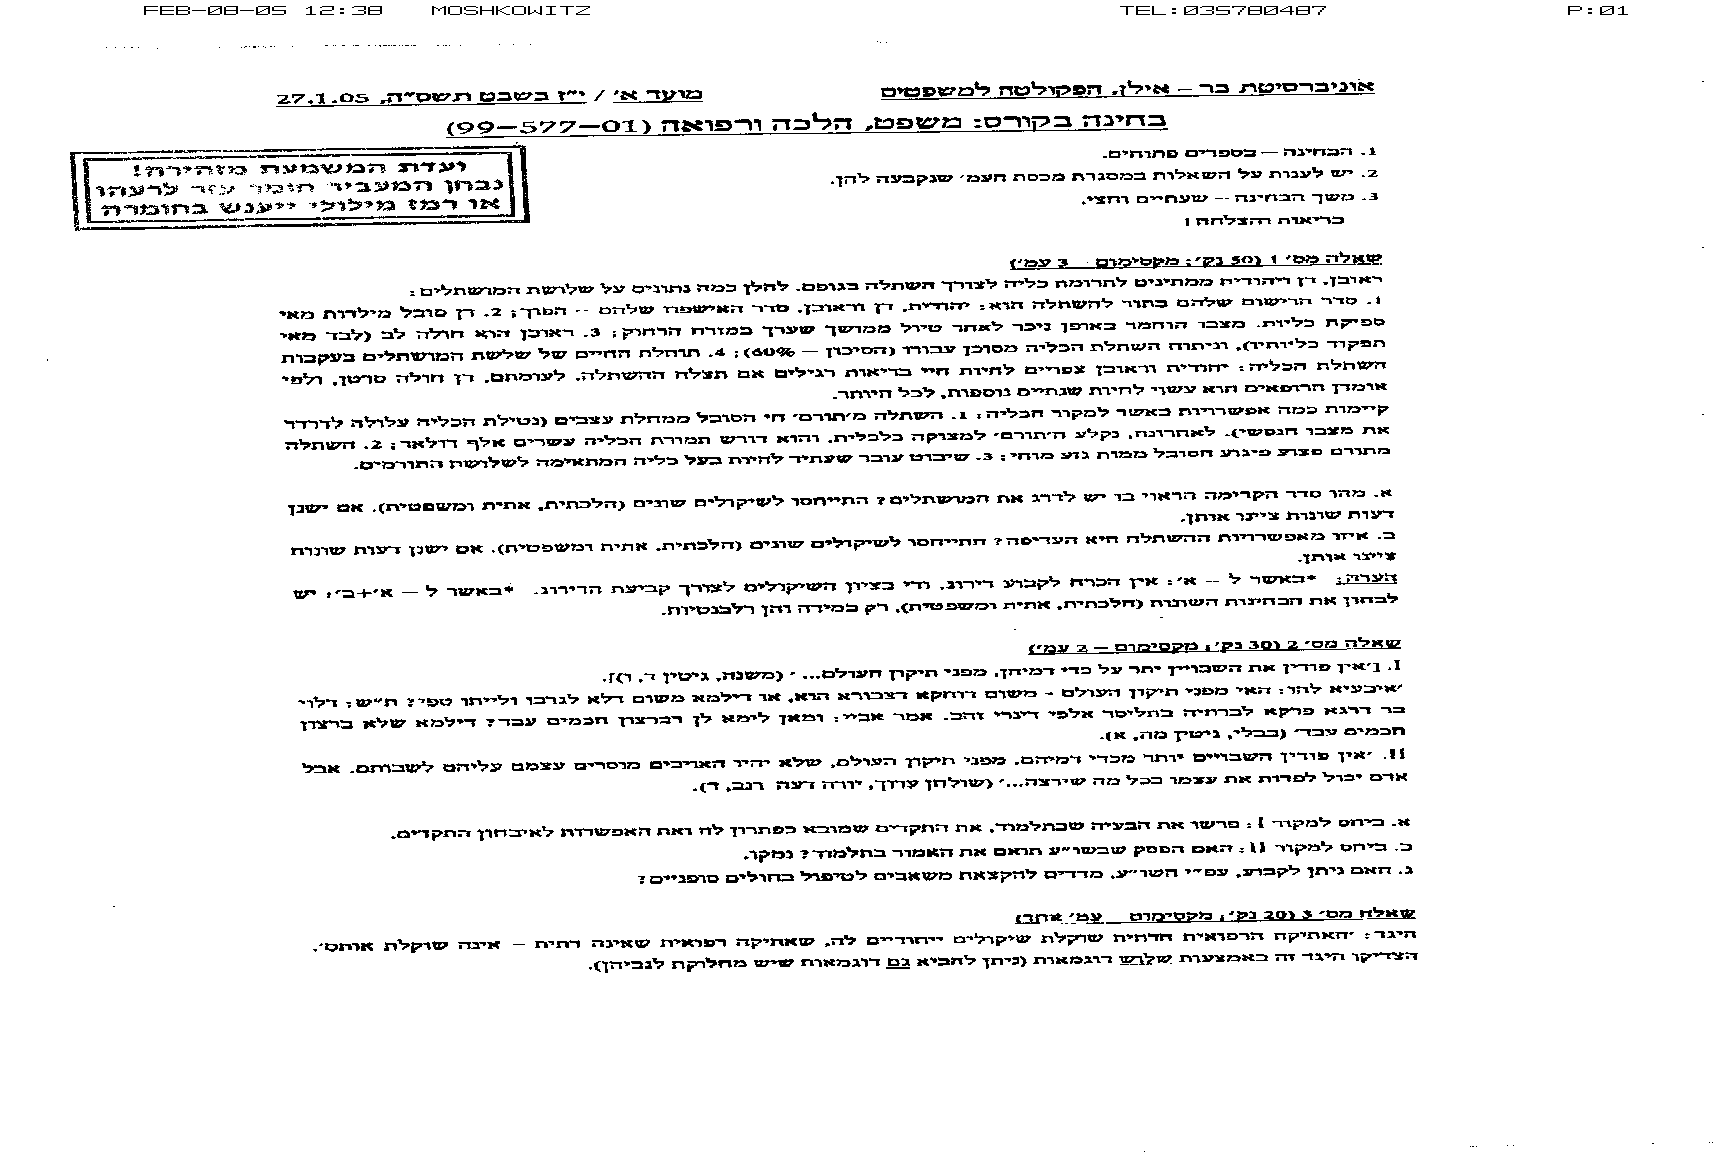 FEB-08-05 12:38 MOSHKOWITZ TEL:035780487 P:01
אוניברסיטת בר – אילן, הפקולטה למשפטים מועד א' / י"ז בשבט תשס"ה, 27.1.05
בחינה בקורס: משפט, הלכה ורפואה (99-577-01)
ועדת המשמעת מזהירה!
נבחן המעביר חומר עזר לרעהו
או רמז מילולי ייענש בחומרה
1. הבחינה – בספרים פתוחים.
2. יש לענות על השאלות במסגרת מכסת העמ' שנקבעה להן.
3. משך הבחינה -- שעתיים וחצי.
בריאות והצלחה!
שאלה מס' 1 (50 נק'; מקסימום - 3 עמ')
ראובן, דן ויהודית ממתינים לתרומת כליה לצורך השתלה בגופם. להלן כמה נתונים על שלושת המושתלים:
1. סדר הרישום שלהם בתור להשתלה הוא: יהודית, דן וראובן, סדר האישפוז שלהם -- הפוך; 2. דן סובל מילדות מאי
ספיקת כליות. מצבו הוחמר באופן ניכר לאחר טיול ממושך שערך במזרח הרחוק; 3. ראובן הוא חולה לב (לבד מאי
תפקוד כליותיו), וניתוח השתלת הכליה מסוכן עבורו (הסיכון – 60%); 4. תוחלת החיים של שלשת המושתלים בעקבות
השתלת הכליה: יהודית וראובן צפויים לחיות חיי בריאות רגילים אם תצלח ההשתלה. לעומתם, דן חולה סרטן, ולפי
אומדן הרופאים הוא עשוי לחיות שנתיים נוספות, לכל היותר.
קיימות כמה אפשרויות באשר למקור הכליה: 1. השתלה מ'תורם' חי הסובל ממחלת עצבים (נטילת הכליה עלולה לדרדר
את מצבו הנפשי). לאחרונה, נקלע ה'תורם' למצוקה כלכלית, והוא דורש תמורת הכליה עשרים אלף דולאר; 2. השתלה
מתורם פצוע פיגוע הסובל ממות גזע מוחי; 3. שיבוט עובר שעתיד להיות בעל כליה המתאימה לשלושת התורמים.
א. מהו סדר הקדימה הראוי בו יש לדרג את המושתלים? התייחסו לשיקולים שונים (הלכתית, אתית ומשפטית). אם ישנן
דעות שונות ציינו אותן.
ב. איזו מאפשרויות ההשתלה היא העדיפה? התייחסו לשיקולים שונים (הלכתית, אתית ומשפטית). אם ישנן דעות שונות
ציינו אותן.
הערה: *באשר ל – א': אין הכרח לקבוע דירוג, ודי בציון השיקולים לצורך קביעת הדירוג. *באשר ל – א'+ב': יש
לבחון את הבחינות השונות (הלכתית, אתית ומשפטית), רק במידה והן רלבנטיות.
שאלה מס' 2 (30 נק'; מקסימום – 2 עמ')
I. ['אין פודין את השבויין יתר על כדי דמיהן, מפני תיקון העולם... ' (משנה, גיטין ד, ו)].
'איבעיא להו: האי מפני תיקון העולם - משום דוחקא דצבורא הוא, או דילמא משום דלא לגרבו ולייתו טפי? ת"ש: דלוי
בר דרגא פרקא לברתיה בתליסר אלפי דינרי זהב. אמר אביי: ומאן לימא לן דברצון חכמים עבד? דילמא שלא ברצון
חכמים עבד' (בבלי, גיטין מה, א).
II. 'אין פודין השבויים יותר מכדי דמיהם, מפני תיקון העולם, שלא יהיו האויבים מוסרים עצמם עליהם לשבותם. אבל
אדם יכול לפדות את עצמו בכל מה שירצה...' (שולחן ערוך, יורה דעה רנב, ד).
א. ביחס למקור I: פרשו את הבעיה שבתלמוד, את התקדים שמובא כפתרון לה ואת האפשרות לאיבחון התקדים.
ב. ביחס למקור II: האם הפסק שבשו"ע תואם את האמור בתלמוד? נמקו.
ג. האם ניתן לקבוע, עפ"י השו"ע, מדדים להקצאת משאבים לטיפול בחולים סופניים?
שאלה מס' 3 (20 נק'; מקסימום – עמ' אחד)
היגד: 'האתיקה הרפואית הדתית שוקלת שיקולים ייחודיים לה, שאתיקה רפואית שאינה דתית – אינה שוקלת אותם'.
הצדיקו היגד זה באמצעות שלוש דוגמאות (ניתן להביא גם דוגמאות שיש מחלוקת לגביהן).